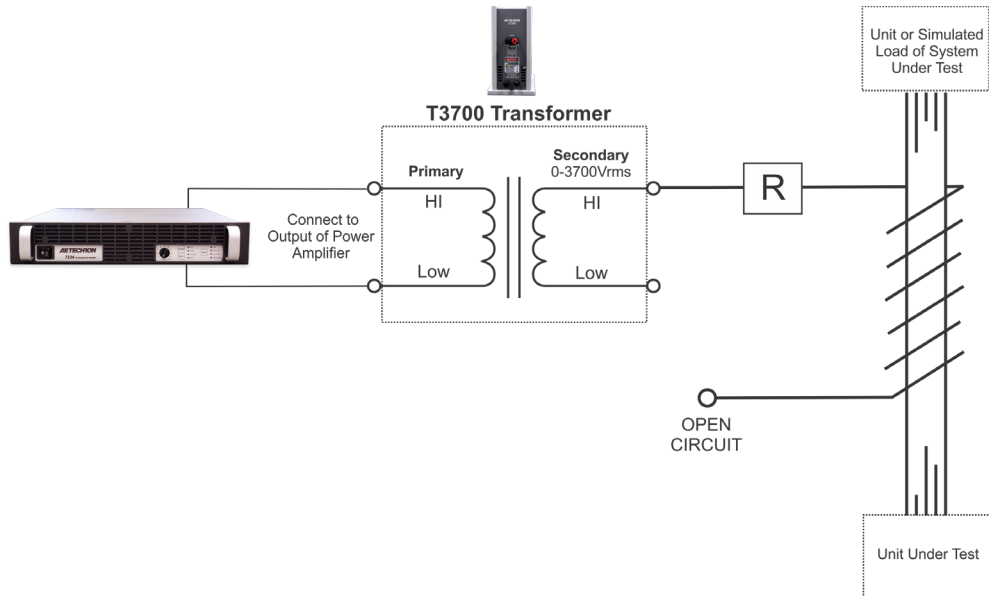 Unit or Simulated
Load of System
Under Test
T3700 Transformer
Primary
Secondary
0-3700Vrms
HI
HI
R
Connect to
Output of Power
Amplifier
AETECHRON
7224
Low
Low
OPEN
CIRCUIT
Unit Under Test